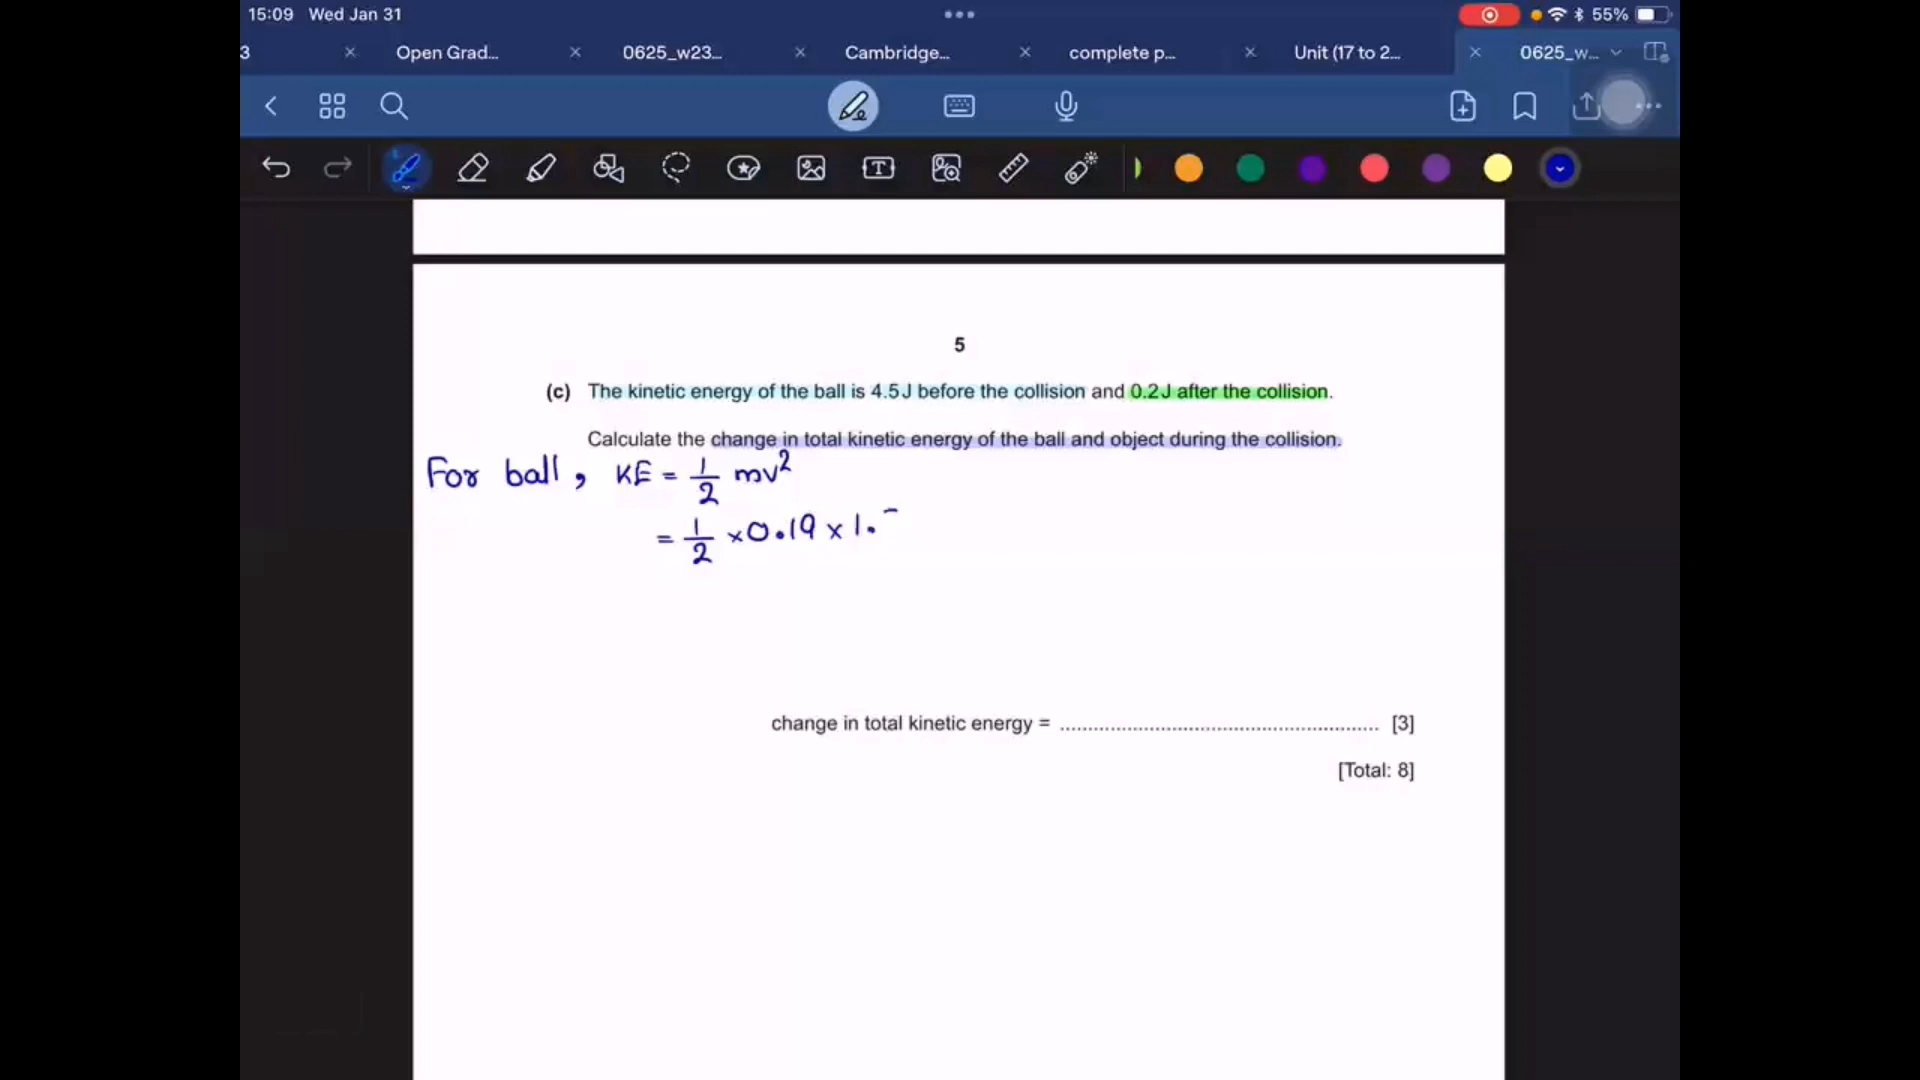 15:09 Wed Jan 31
55%
3
Open Grad...
0625_w23...
Cambridge...
complete p...
Unit (17 to 2...
0625_w...
5
(c) The kinetic energy of the ball is 4.5J before the collision and 0.2J after the collision.
Calculate the change in total kinetic energy of the ball and object during the collision.
For ball, KE = 1/2 mv²
= 1/2 × 0.19 × 1.
change in total kinetic energy = ........................................................ [3]
[Total: 8]